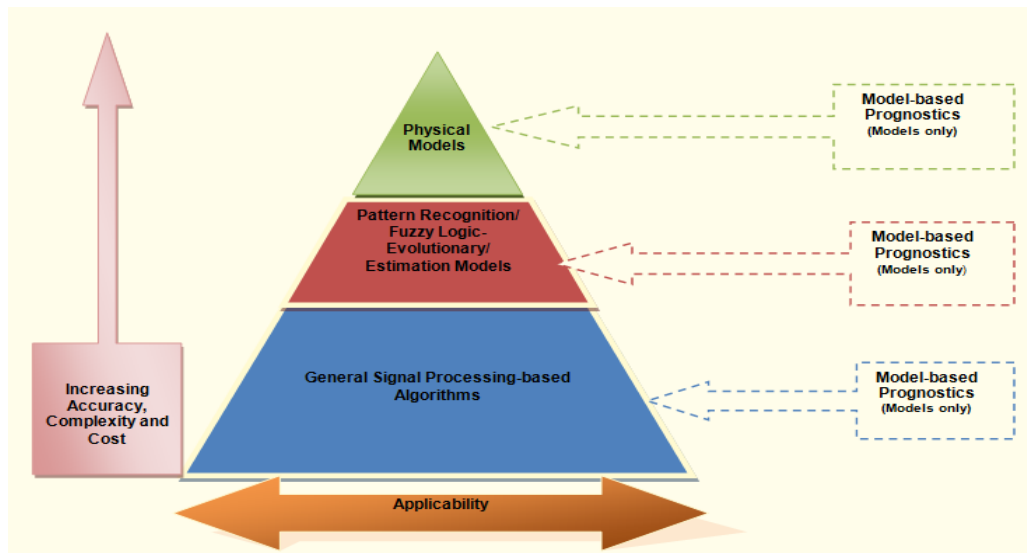 Physical
Models
Model-based
Prognostics
(Models only)
Pattern Recognition/
Fuzzy Logic-
Evolutionary/
Estimation Models
Model-based
Prognostics
(Models only)
General Signal Processing-based
Algorithms
Model-based
Prognostics
(Models only)
Increasing
Accuracy,
Complexity and
Cost
Applicability